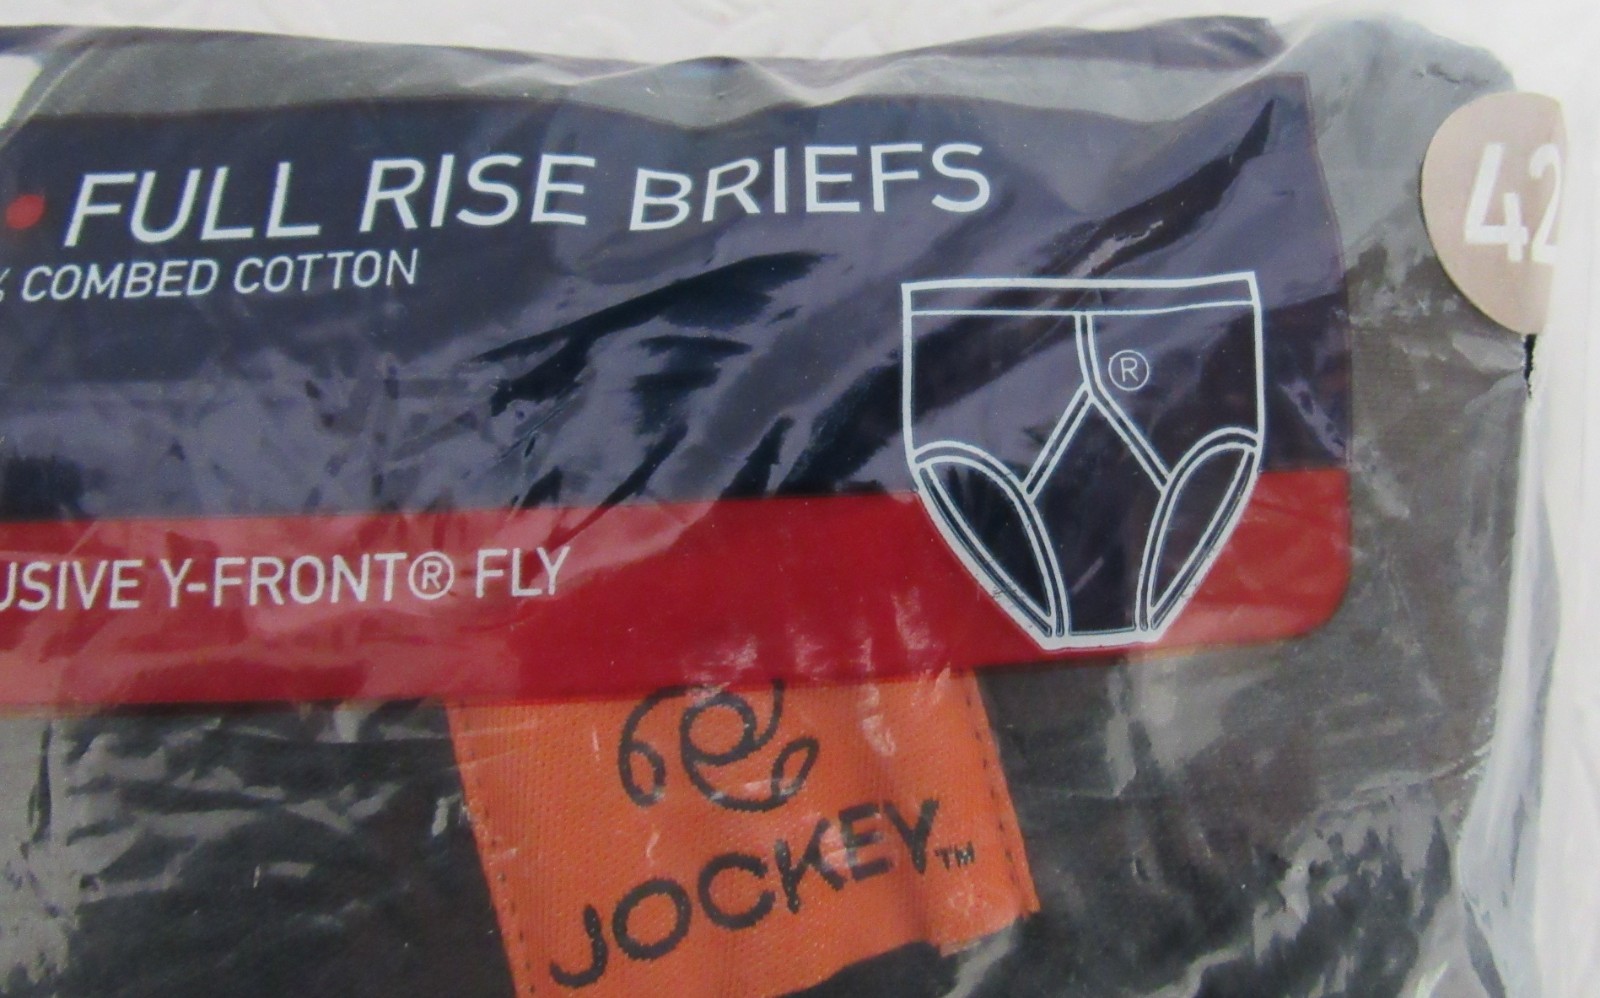 • FULL RISE BRIEFS
42
% COMBED COTTON
®
USIVE Y-FRONT® FLY
JOCKEY™